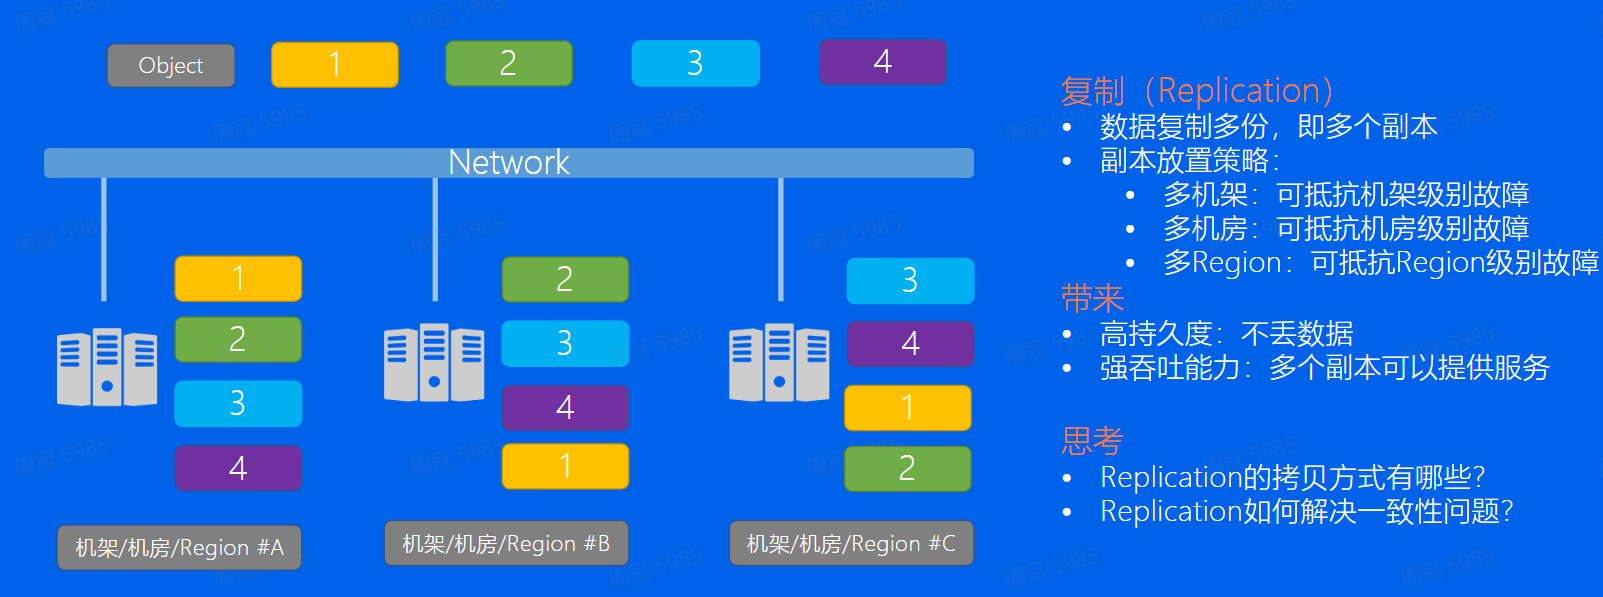 Object
1
2
3
4
Network
1
2
3
4
机架/机房/Region #A
2
3
4
1
机架/机房/Region #B
3
4
1
2
机架/机房/Region #C
复制（Replication）
• 数据复制多份，即多个副本
• 副本放置策略：
• 多机架：可抵抗机架级别故障
• 多机房：可抵抗机房级别故障
• 多Region：可抵抗Region级别故障
带来
• 高持久度：不丢数据
• 强吞吐能力：多个副本可以提供服务
思考
• Replication的拷贝方式有哪些?
• Replication如何解决一致性问题?
周冠 5985